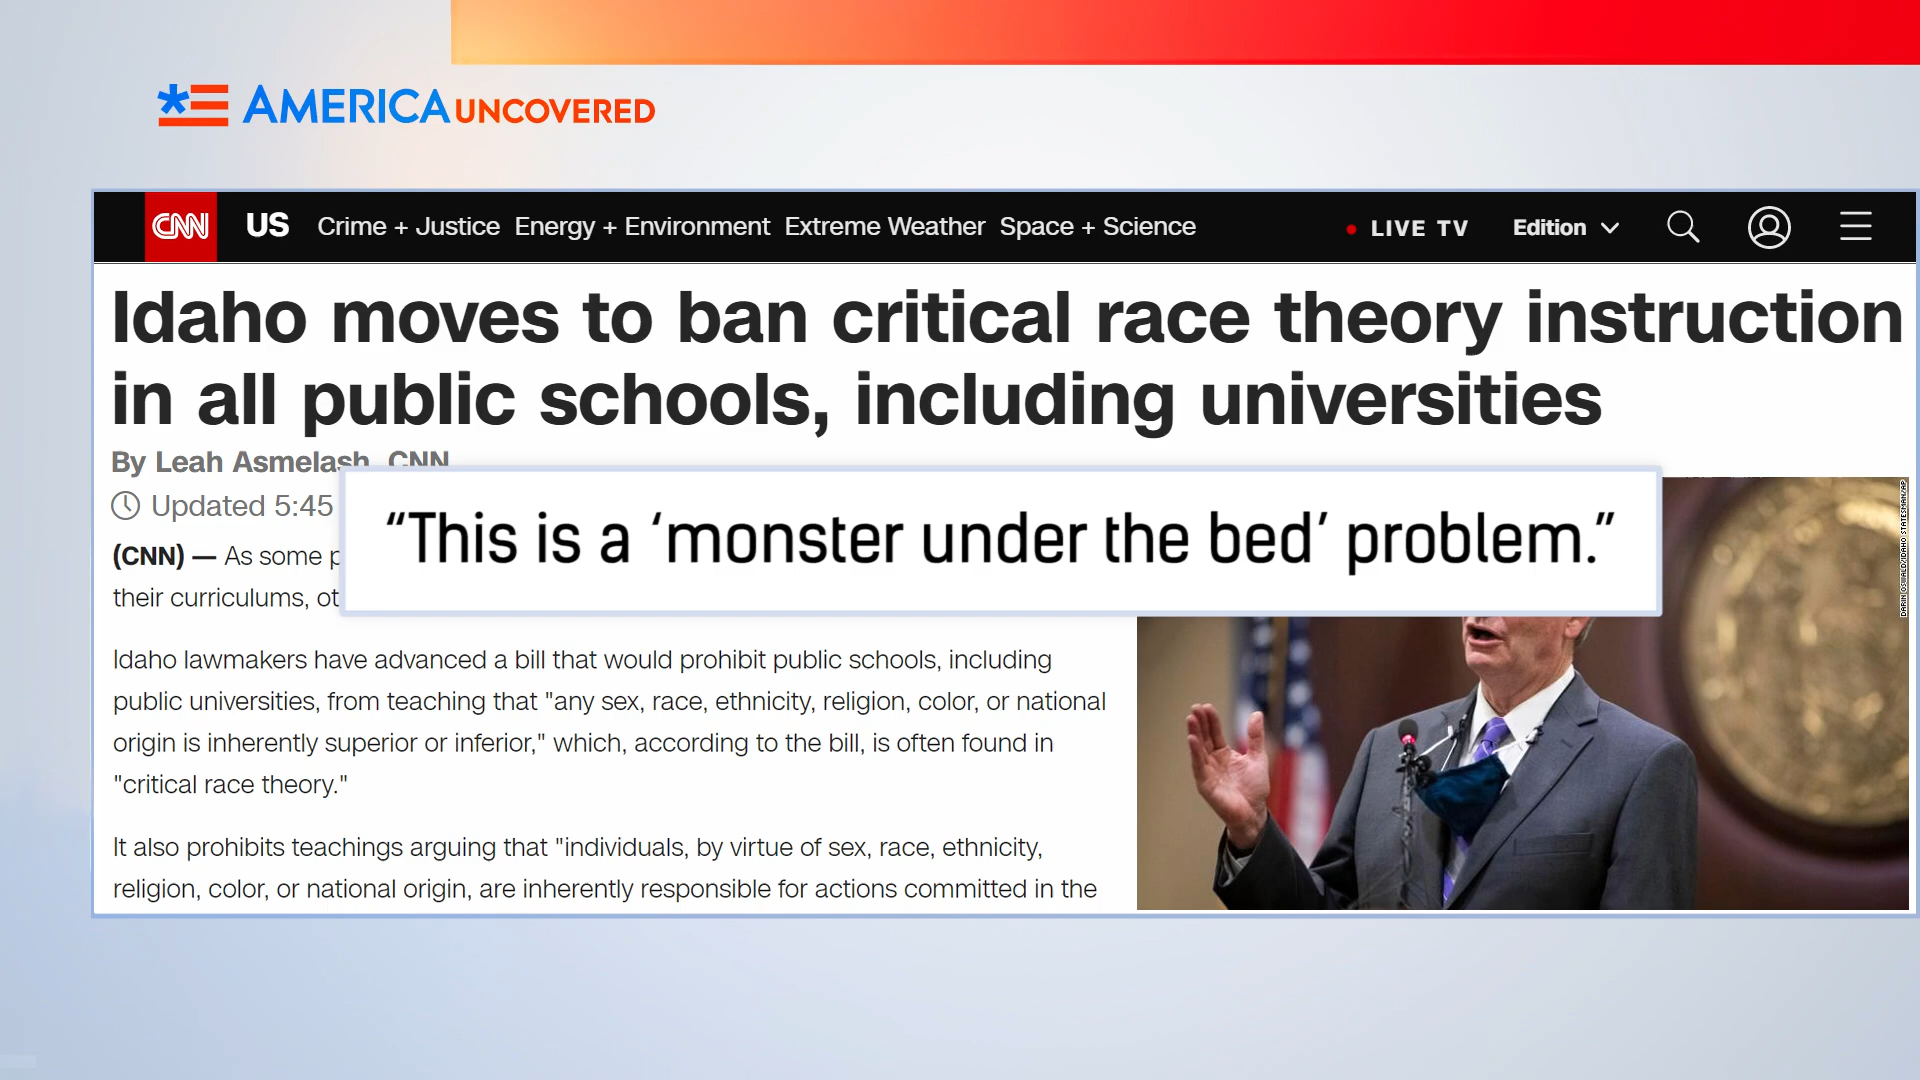 AMERICA UNCOVERED
CNN US Crime + Justice Energy + Environment Extreme Weather Space + Science LIVE TV Edition
Idaho moves to ban critical race theory instruction
in all public schools, including universities
By Leah Asmelash, CNN
Updated 5:45
“This is a ‘monster under the bed’ problem.”
(CNN) — As some p
their curriculums, ot
Idaho lawmakers have advanced a bill that would prohibit public schools, including
public universities, from teaching that "any sex, race, ethnicity, religion, color, or national
origin is inherently superior or inferior," which, according to the bill, is often found in
"critical race theory."
It also prohibits teachings arguing that "individuals, by virtue of sex, race, ethnicity,
religion, color, or national origin, are inherently responsible for actions committed in the
DARIN OSWALD/IDAHO STATESMAN/AP